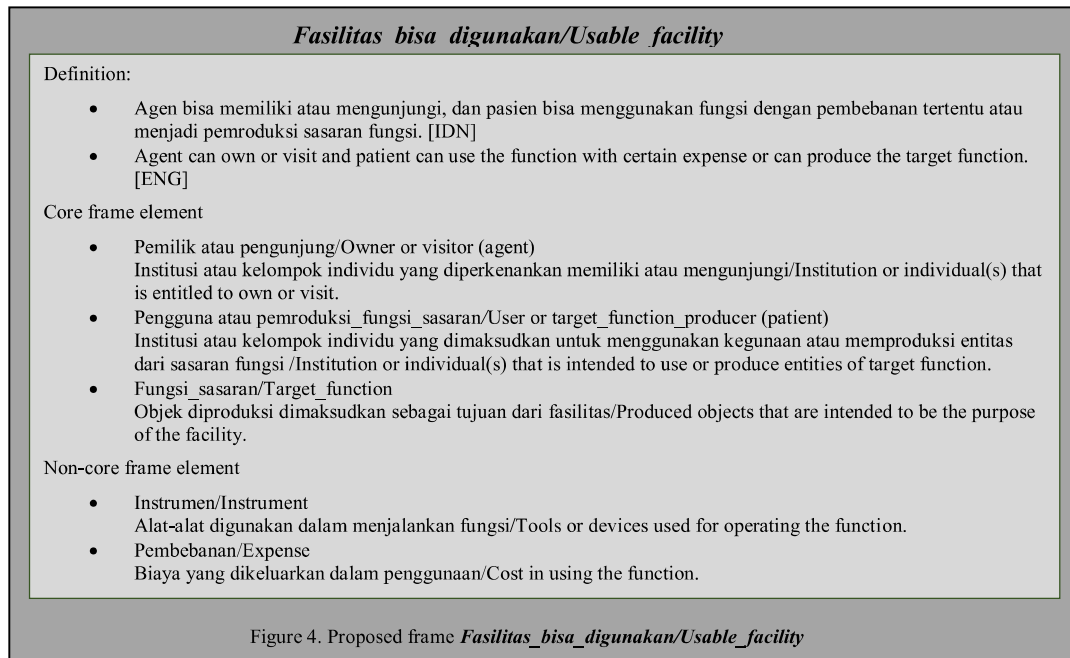 Fasilitas_bisa_digunakan/Usable_facility
Definition:
• Agen bisa memiliki atau mengunjungi, dan pasien bisa menggunakan fungsi dengan pembebanan tertentu atau
menjadi pemroduksi sasaran fungsi. [IDN]
• Agent can own or visit and patient can use the function with certain expense or can produce the target function.
[ENG]
Core frame element
• Pemilik atau pengunjung/Owner or visitor (agent)
Institusi atau kelompok individu yang diperkenankan memiliki atau mengunjungi/Institution or individual(s) that
is entitled to own or visit.
• Pengguna atau pemroduksi_fungsi_sasaran/User or target_function_producer (patient)
Institusi atau kelompok individu yang dimaksudkan untuk menggunakan kegunaan atau memproduksi entitas
dari sasaran fungsi /Institution or individual(s) that is intended to use or produce entities of target function.
• Fungsi_sasaran/Target_function
Objek diproduksi dimaksudkan sebagai tujuan dari fasilitas/Produced objects that are intended to be the purpose
of the facility.
Non-core frame element
• Instrumen/Instrument
Alat-alat digunakan dalam menjalankan fungsi/Tools or devices used for operating the function.
• Pembebanan/Expense
Biaya yang dikeluarkan dalam penggunaan/Cost in using the function.
Figure 4. Proposed frame Fasilitas_bisa_digunakan/Usable_facility